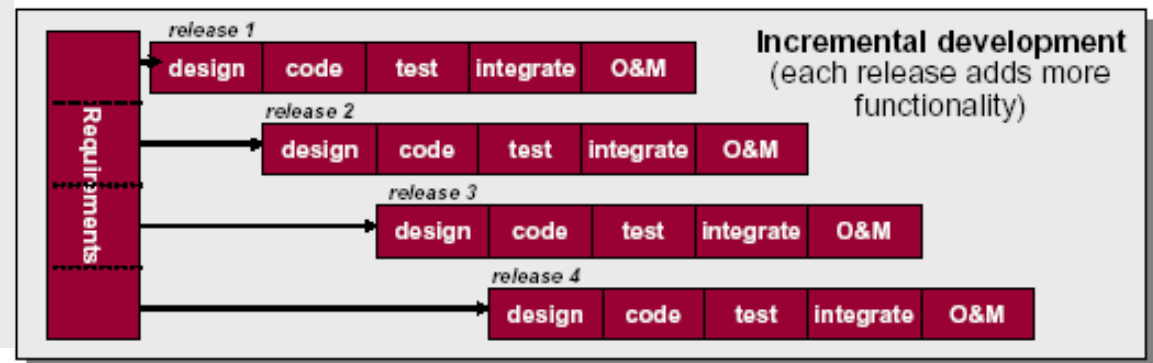 release 1
design code test integrate O&M
Incremental development
(each release adds more
functionality)
Requirements
release 2
design code test integrate O&M
release 3
design code test integrate O&M
release 4
design code test integrate O&M